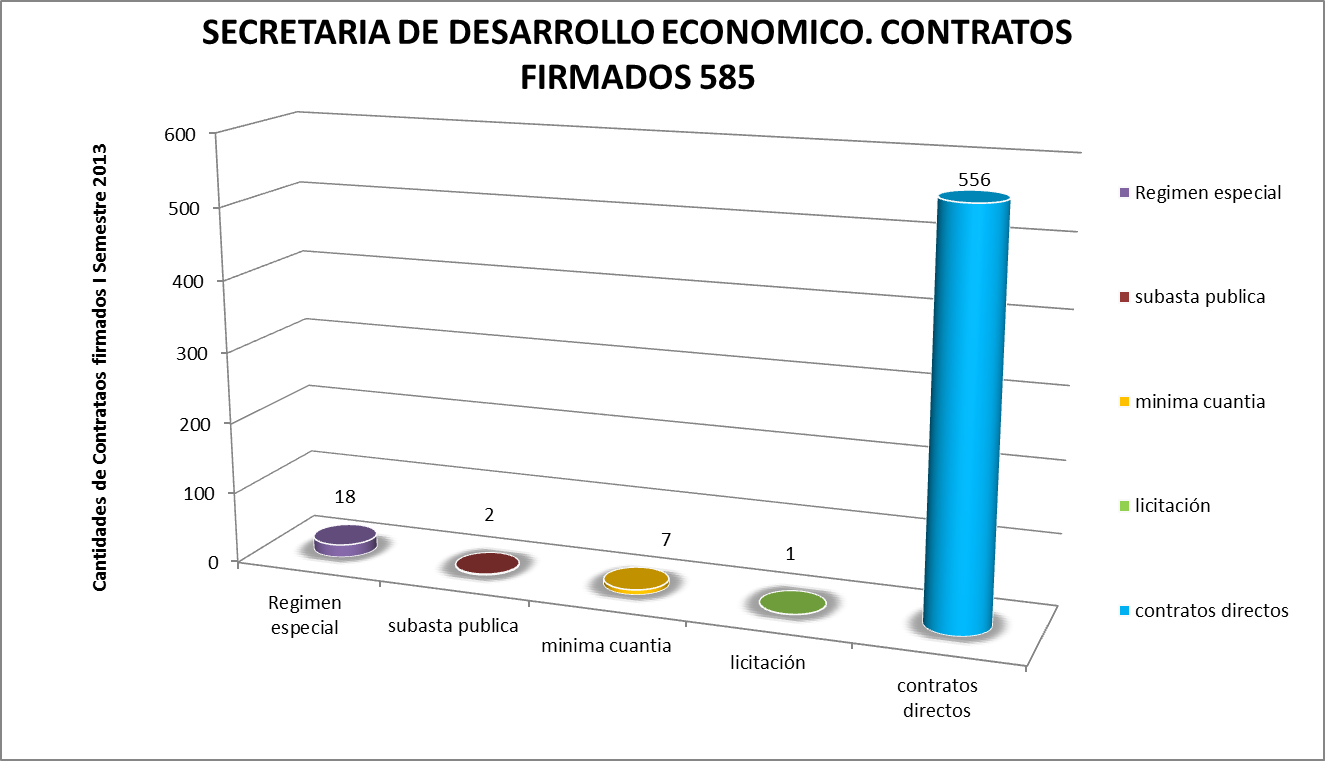 SECRETARIA DE DESARROLLO ECONOMICO. CONTRATOS
FIRMADOS 585
Cantidades de Contrataos firmados I Semestre 2013
600
500
400
300
200
100
0
18
2
7
1
556
Regimen
especial
subasta publica
minima cuantia
licitación
contratos
directos
Regimen especial
subasta publica
minima cuantia
licitación
contratos directos